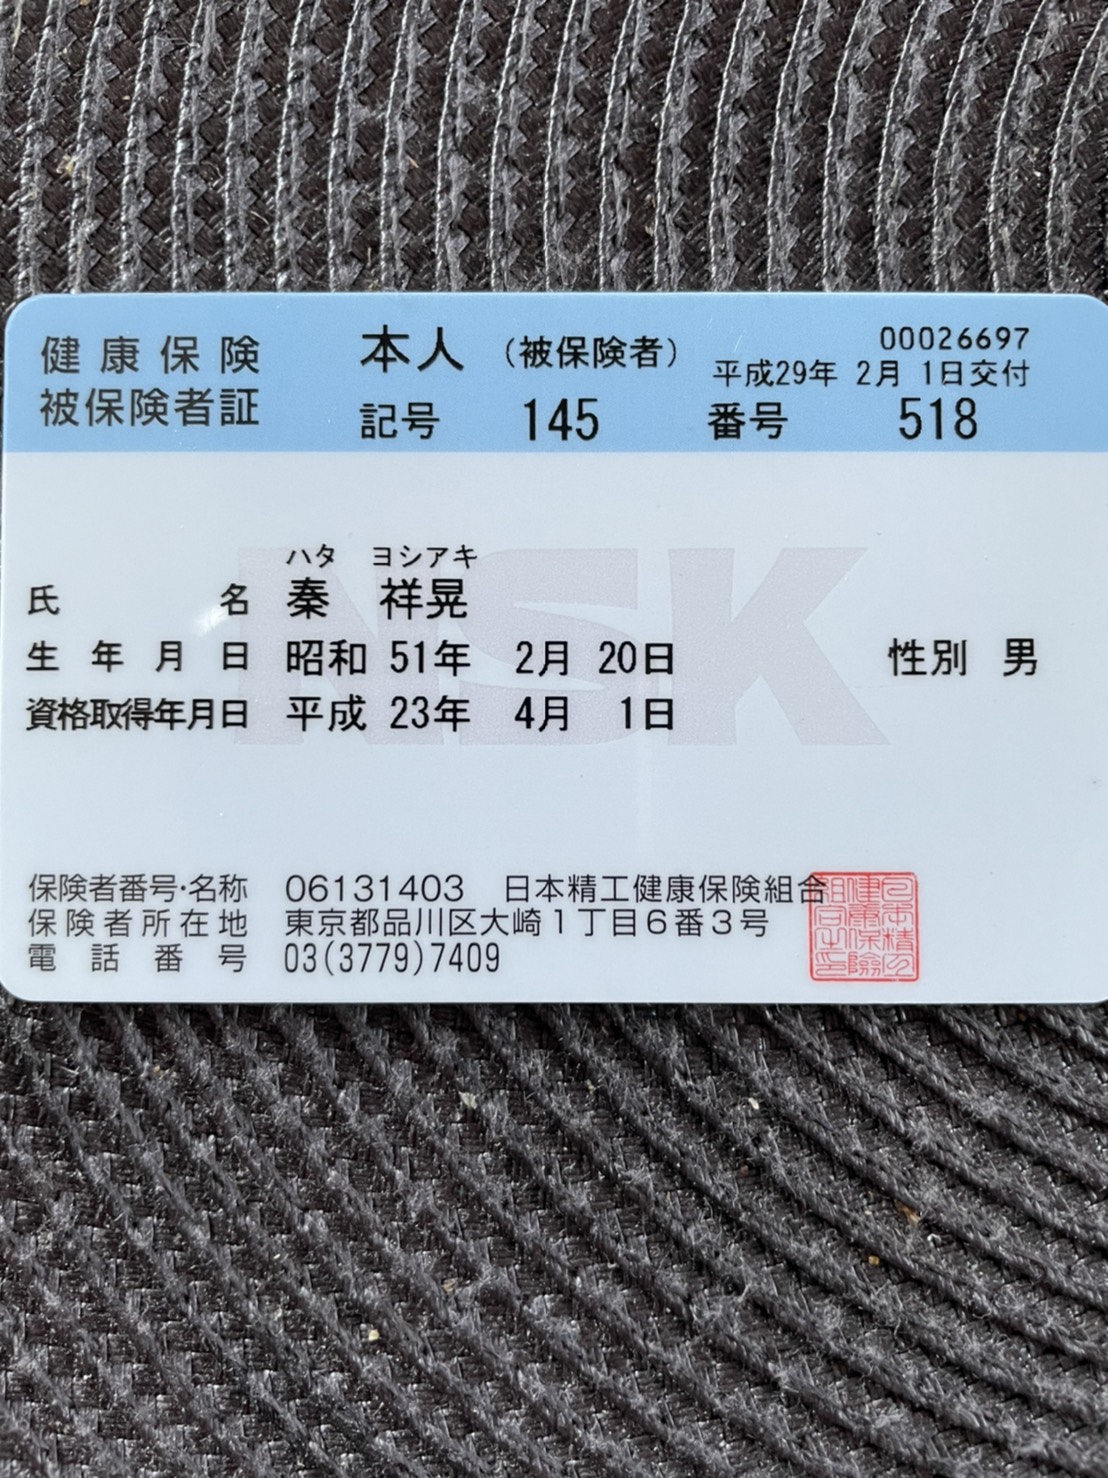 健康保険 本人 (被保険者) 00026697
被保険者証 平成29年 2月 1日交付
記号 145 番号 518
NSK
ハタ ヨシアキ
氏名 秦 祥晃
生年月日 昭和 51年 2月 20日 性別 男
資格取得年月日 平成 23年 4月 1日
保険者番号・名称 06131403 日本精工健康保険組合
保険者所在地 東京都品川区大崎1丁目6番3号
電話番号 03(3779)7409